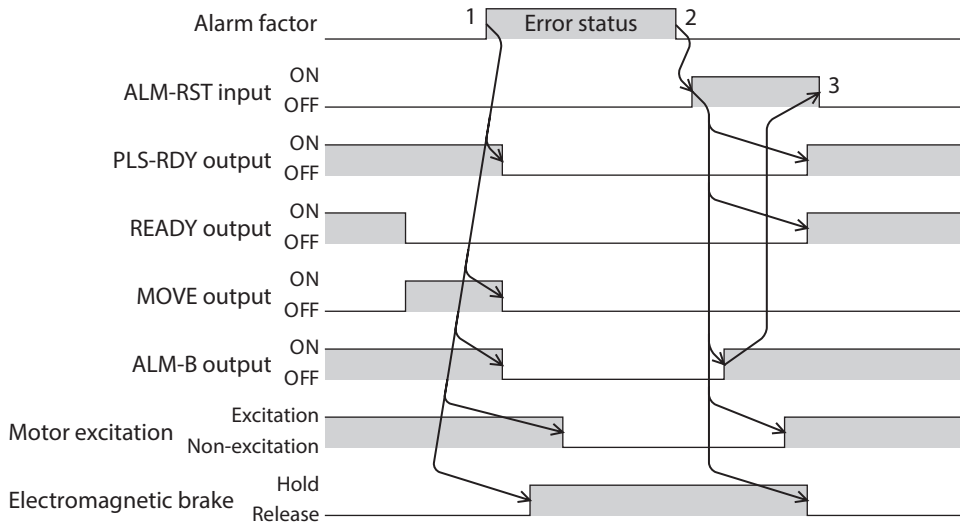 Alarm factor
1
Error status
2
ALM-RST input
ON
OFF
3
PLS-RDY output
ON
OFF
READY output
ON
OFF
MOVE output
ON
OFF
ALM-B output
ON
OFF
Motor excitation
Excitation
Non-excitation
Electromagnetic brake
Hold
Release